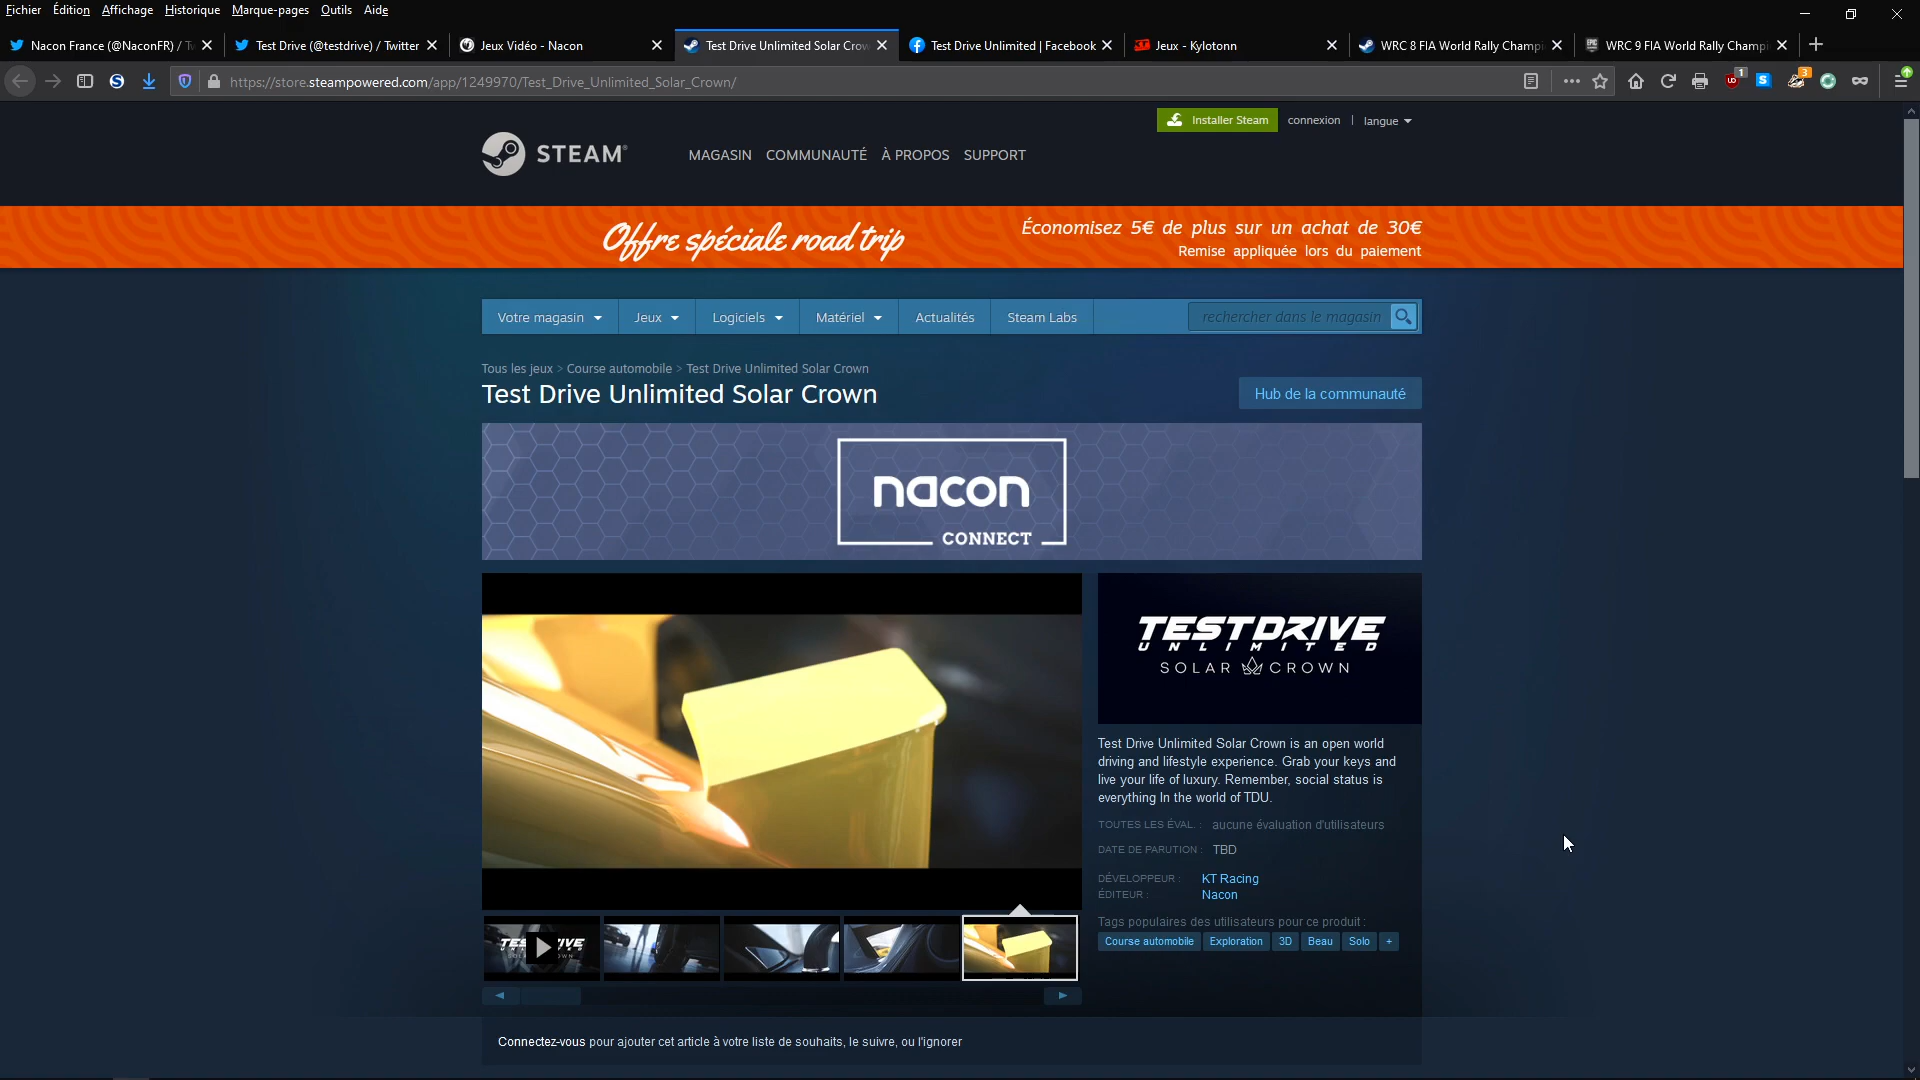 Fichier Édition Affichage Historique Marque-pages Outils Aide
Nacon France (@NaconFR) / Tw
Test Drive (@testdrive) / Twitter
Jeux Vidéo - Nacon
Test Drive Unlimited Solar Crow
Test Drive Unlimited | Facebook
Jeux - Kylotonn
WRC 8 FIA World Rally Champi
WRC 9 FIA World Rally Champi
https://store.steampowered.com/app/1249970/Test_Drive_Unlimited_Solar_Crown/
1
3
Installer Steam connexion | langue
STEAM®
MAGASIN COMMUNAUTÉ À PROPOS SUPPORT
Offre spéciale road trip
Économisez 5€ de plus sur un achat de 30€
Remise appliquée lors du paiement
Votre magasin Jeux Logiciels Matériel Actualités Steam Labs rechercher dans le magasin
Tous les jeux > Course automobile > Test Drive Unlimited Solar Crown
Test Drive Unlimited Solar Crown
Hub de la communauté
nacon
CONNECT
TESTDRIVE
UNLIMITED
SOLAR CROWN
Test Drive Unlimited Solar Crown is an open world
driving and lifestyle experience. Grab your keys and
live your life of luxury. Remember, social status is
everything In the world of TDU.
TOUTES LES ÉVAL. : aucune évaluation d'utilisateurs
DATE DE PARUTION : TBD
DÉVELOPPEUR : KT Racing
ÉDITEUR : Nacon
Tags populaires des utilisateurs pour ce produit :
Course automobile Exploration 3D Beau Solo +
Connectez-vous pour ajouter cet article à votre liste de souhaits, le suivre, ou l'ignorer